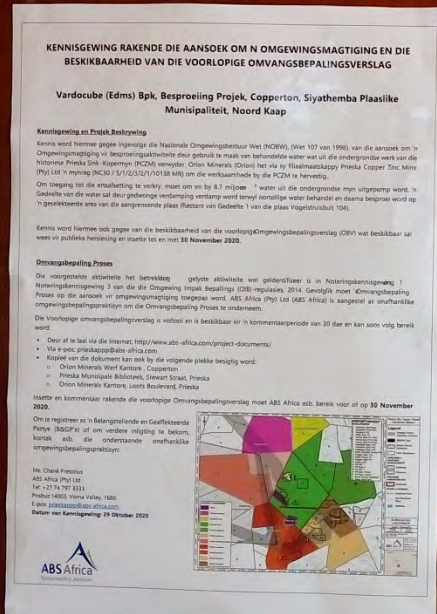 KENNISGEWING RAKENDE DIE AANSOEK OM N OMGEWINGSMAGTIGING EN DIE
BESKIKBAARHEID VAN DIE VOORLOPIGE OMVANGSBEPALINGSVERSLAG
Vardocube (Edms) Bpk, Besproeiing Projek, Copperton, Siyathemba Plaaslike
Munisipaliteit, Noord Kaap
Kennisgewing en Projek Beskrywing
Kennis word hiermee gegee ingevolge die Nasionale Omgewingsbestuur Wet (NOBW), (Wet 107 van 1998), van die aansoek om 'n
Omgewingsmagtiging vir besproeiingsaktiwiteite deur gebruik te maak van behandelde water wat uit die ondergrondse werk van die
historiese Prieska Sink -Kopermyn (PCZM) verwyder. Orion Minerals (Orion) het via sy filiaalmaatkappy Prieska Copper Zinc Mine
(Pty) Ltd 'n mynreg (NC30 / 5/1/2/3/2/1/10138 MR) om die werksaamhede by die PCZM te hervestig.
Om toegang tot die ertsafsetting te verkry, moet om en by 8.7 miljoen ³ water uit die ondergrondse myn uitgepomp word. 'n
Gedeelte van die water sal deur gedwonge verdamping verdamp word terwyl oortollige water behandel en daarna besproei word op
'n geselekteerde area van die aangrensende plaas (Restant van Gedeelte 1 van die plaas Vogelstruisbult 104).
Kennis word hiermee ook gegee van die beskikbaarheid van die voorlopigOmgewingsbepalingsverslag (OBV) wat beskikbaar sal
wees vir publieke hersiening en insette tot en met 30 November 2020.
Omvangsbepaling Proses
Die voorgestelde aktiwiteite het betrekking gelyste aktiwiteite wat geïdentifiseer is in Noteringskennisgewing 1
Noteringskennisgewing 3 van die die Omgewing Impak Bepalings (OIB)-regulasies, 2014. Gevolglik moet 'Omvangsbepaling
Proses op die aansoek vir omgewingsmagtiging toegepas word. ABS Africa (Pty) Ltd (ABS Africa) is aangestel as onafhanklike
omgewingsbepalingspraktisyn om die Omvangsbepaling Proses te onderneem.
Die Voorlopige omvangsbepalingsverslag is voltooi en is beskikbaar vir 'n kommentaarperiode van 30 dae en kan soos volg bereik
word:
• Deur af te laai via die internet: http://www.abs-africa.com/project-documents/
• Via e-pos: prieskappp@abs-africa.com
• Kopieë van die dokument kan ook by die volgende plekke besigtig word:
o Orion Minerals Werf Kantore , Copperton
o Prieska Munisipale Biblioteek, Stewart Straat, Prieska
o Orion Minerals Kantore, Loots Boulevard, Prieska
Insette en kommentaar rakende die voorlopige Omvangsbepalingsverslag moet ABS Africa asb. bereik voor of op 30 November
2020.
Om te registreer as 'n Belangstellende en Geaffekteerde
Partye (B&GP'e) of om verdere inligting te bekom,
kontak asb. die onderstaande onafhanklike
omgewingsbepalingspraktisyn:
Me. Chané Pretorius
ABS Africa (Pty) Ltd
Tel: +27 74 797 3333
Posbus 14003, Vorna Valley, 1686
E-pos: prieskappp@abs-africa.com
Datum van Kennisgewing: 29 Oktober 2020
ABS Africa